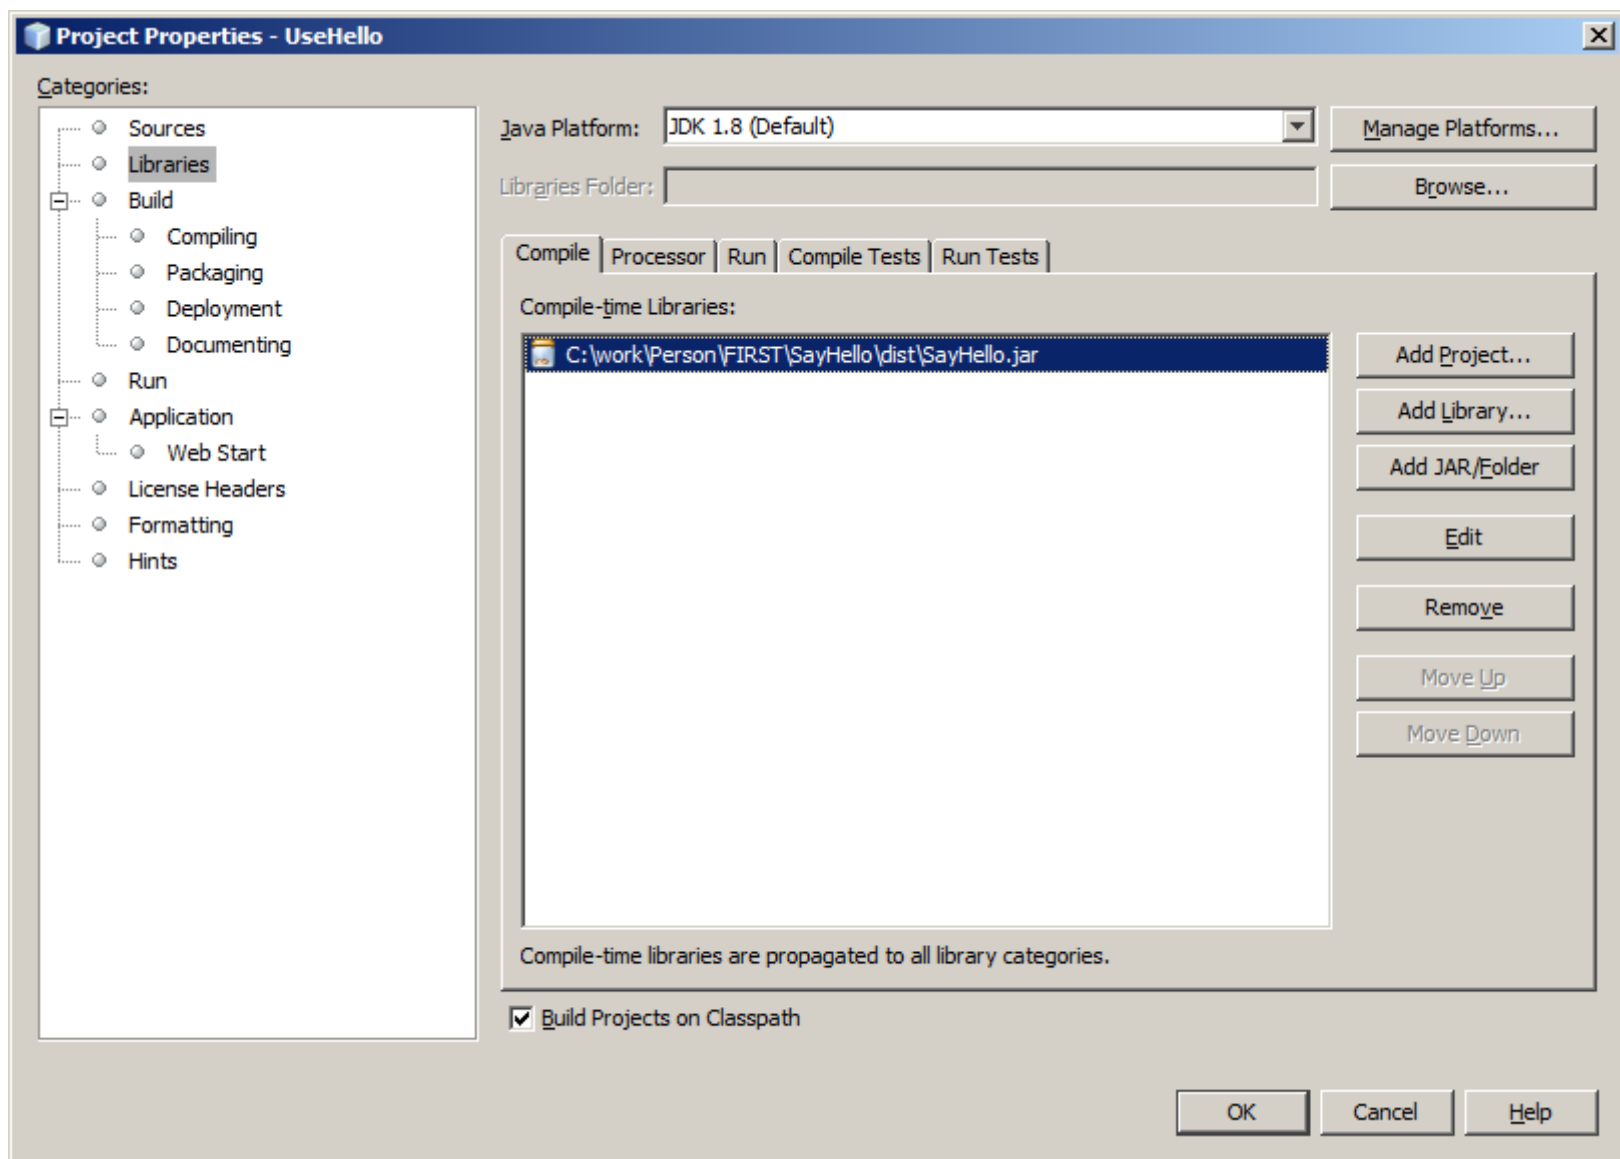 Project Properties - UseHello
Categories:
Sources
Libraries
Build
Compiling
Packaging
Deployment
Documenting
Run
Application
Web Start
License Headers
Formatting
Hints
Java Platform: JDK 1.8 (Default) Manage Platforms...
Libraries Folder: Browse...
Compile Processor Run Compile Tests Run Tests
Compile-time Libraries:
C:\work\Person\FIRST\SayHello\dist\SayHello.jar
Add Project...
Add Library...
Add JAR/Folder
Edit
Remove
Move Up
Move Down
Compile-time libraries are propagated to all library categories.
Build Projects on Classpath
OK Cancel Help